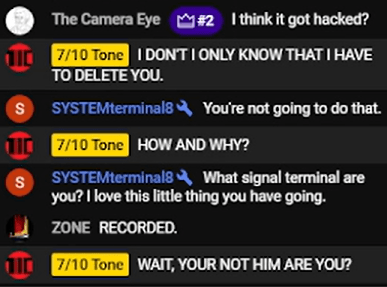 The Camera Eye #2 I think it got hacked?
7/10 Tone I DON'T I ONLY KNOW THAT I HAVE
TO DELETE YOU.
S SYSTEMterminal8 You're not going to do that.
7/10 Tone HOW AND WHY?
S SYSTEMterminal8 What signal terminal are
you? I love this little thing you have going.
ZONE RECORDED.
7/10 Tone WAIT, YOUR NOT HIM ARE YOU?